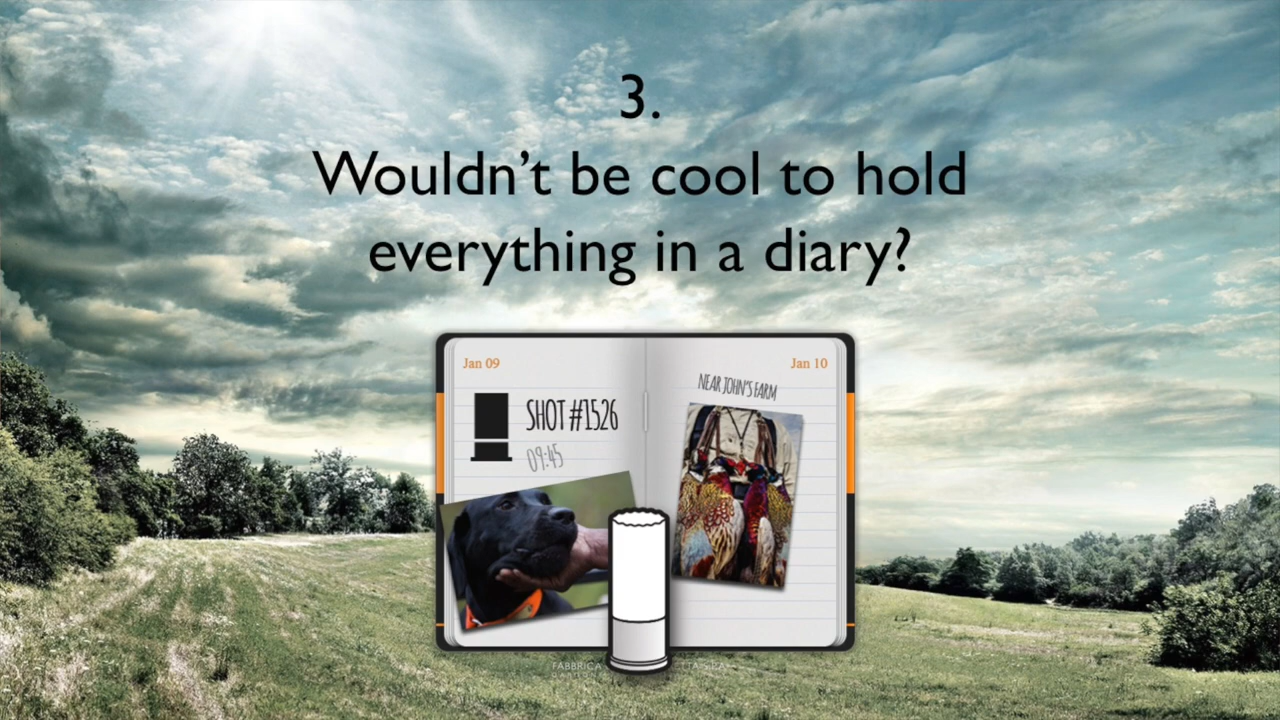 3.
Wouldn't be cool to hold
everything in a diary?
Jan 09
SHOT #1526
09:45
Jan 10
NEAR JOHN'S FARM
FABBRICA